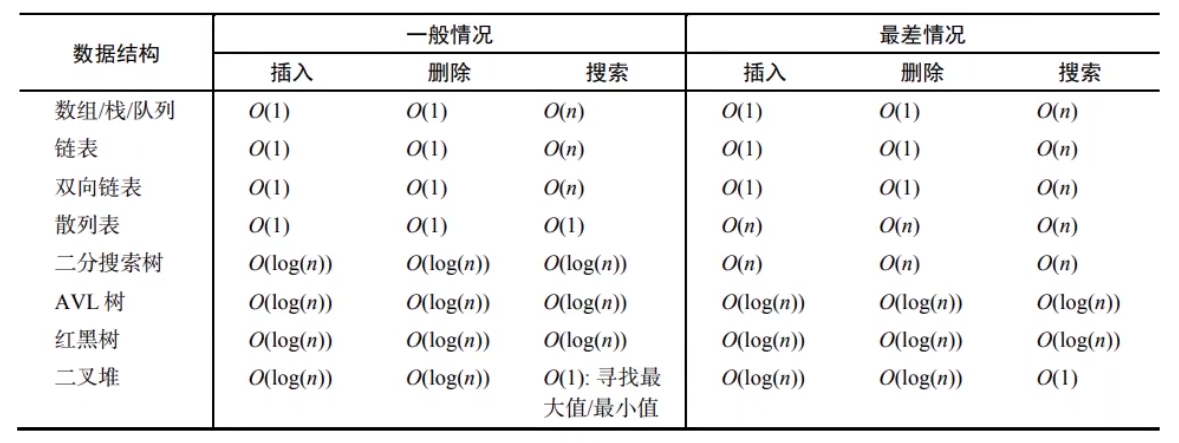 数据结构 一般情况 最差情况
插入 删除 搜索 插入 删除 搜索
数组/栈/队列 O(1) O(1) O(n) O(1) O(1) O(n)
链表 O(1) O(1) O(n) O(1) O(1) O(n)
双向链表 O(1) O(1) O(n) O(1) O(1) O(n)
散列表 O(1) O(1) O(1) O(n) O(n) O(n)
二分搜索树 O(log(n)) O(log(n)) O(log(n)) O(n) O(n) O(n)
AVL 树 O(log(n)) O(log(n)) O(log(n)) O(log(n)) O(log(n)) O(log(n))
红黑树 O(log(n)) O(log(n)) O(log(n)) O(log(n)) O(log(n)) O(log(n))
二叉堆 O(log(n)) O(log(n)) O(1): 寻找最 O(log(n)) O(log(n)) O(1)
大值/最小值